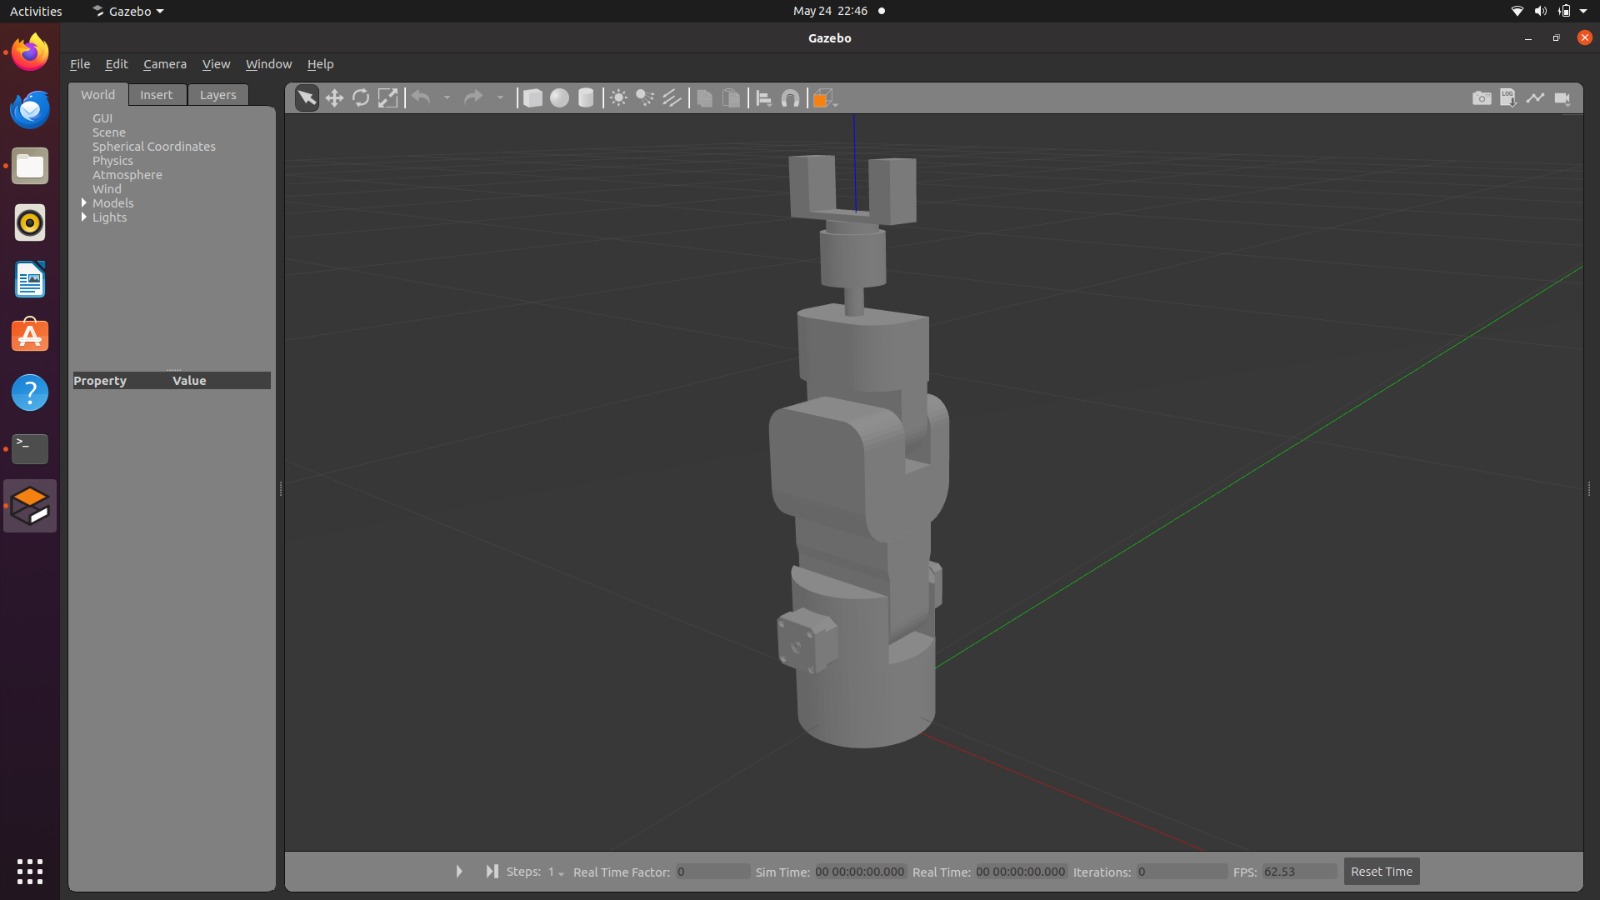 Activities Gazebo May 24 22:46
Gazebo
File Edit Camera View Window Help
World Insert Layers
GUI
Scene
Spherical Coordinates
Physics
Atmosphere
Wind
Models
Lights
Property Value
LOG
Steps: 1 Real Time Factor: 0 Sim Time: 00 00:00:00.000 Real Time: 00 00:00:00.000 Iterations: 0 FPS: 62.53 Reset Time